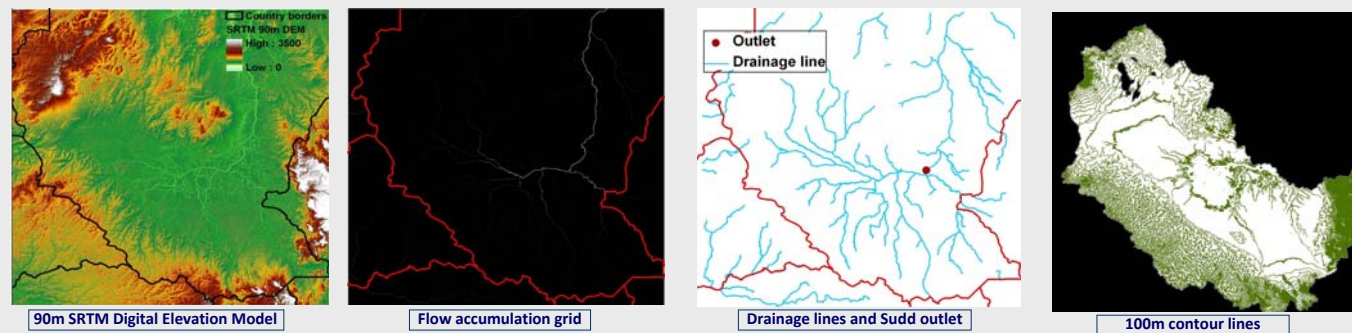 Country borders
SRTM 90m DEM
High : 3500
Low : 0
Outlet
Drainage line
90m SRTM Digital Elevation Model
Flow accumulation grid
Drainage lines and Sudd outlet
100m contour lines